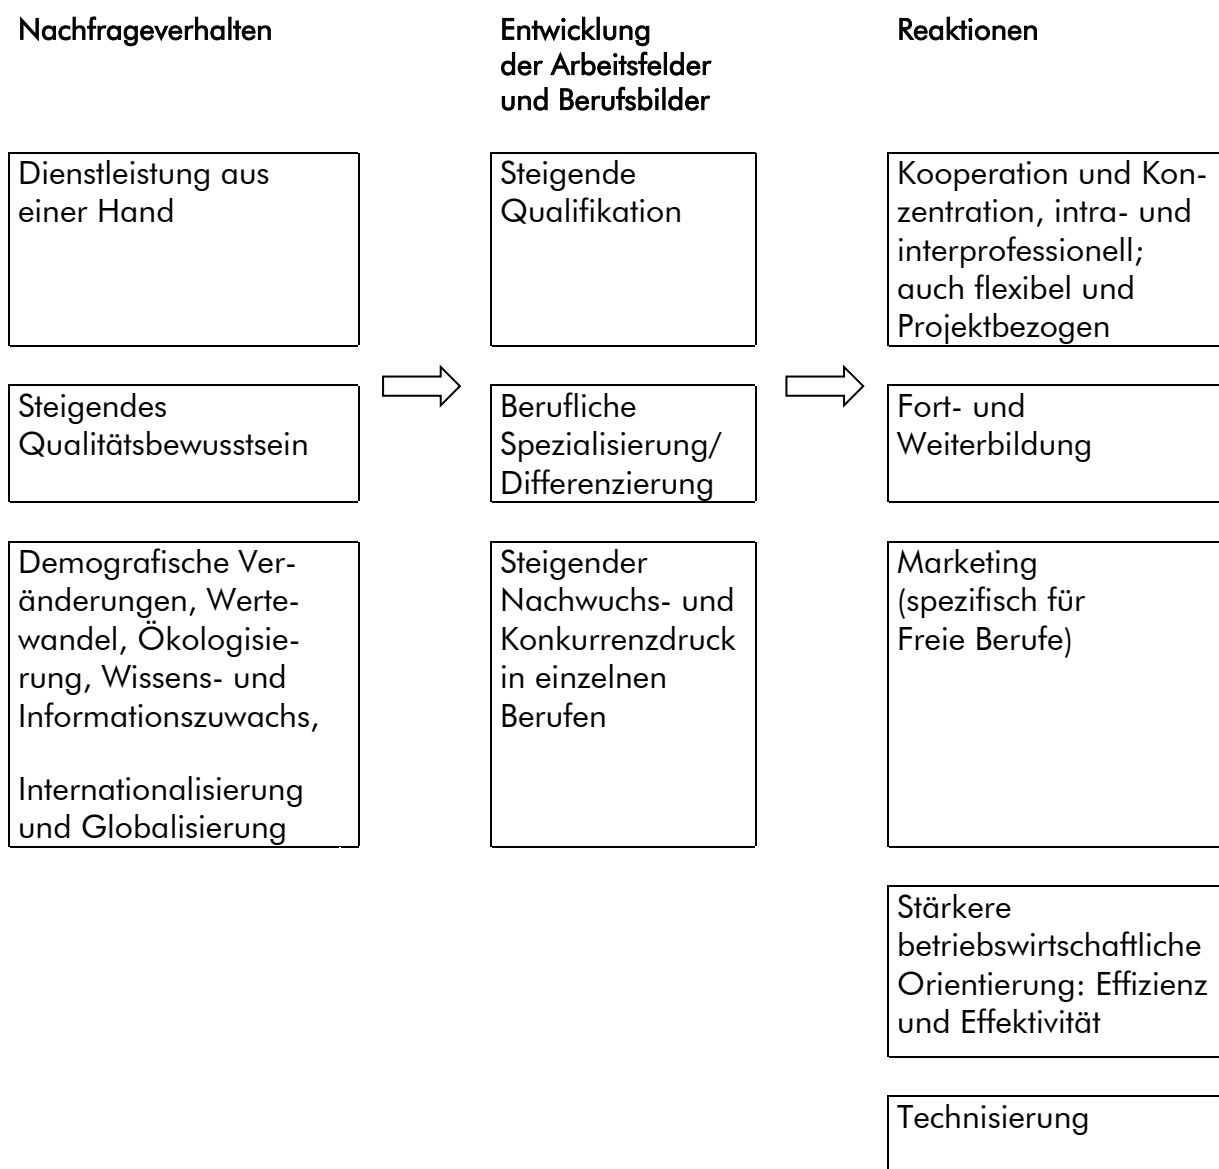 Nachfrageverhalten
Entwicklung
der Arbeitsfelder
und Berufsbilder
Reaktionen
Dienstleistung aus
einer Hand
Steigende
Qualifikation
Kooperation und Kon-
zentration, intra- und
interprofessionell;
auch flexibel und
Projektbezogen
Steigendes
Qualitätsbewusstsein
Berufliche
Spezialisierung/
Differenzierung
Fort- und
Weiterbildung
Demografische Ver-
änderungen, Werte-
wandel, Ökologisie-
rung, Wissens- und
Informationszuwachs,
Internationalisierung
und Globalisierung
Steigender
Nachwuchs- und
Konkurrenzdruck
in einzelnen
Berufen
Marketing
(spezifisch für
Freie Berufe)
Stärkere
betriebswirtschaftliche
Orientierung: Effizienz
und Effektivität
Technisierung